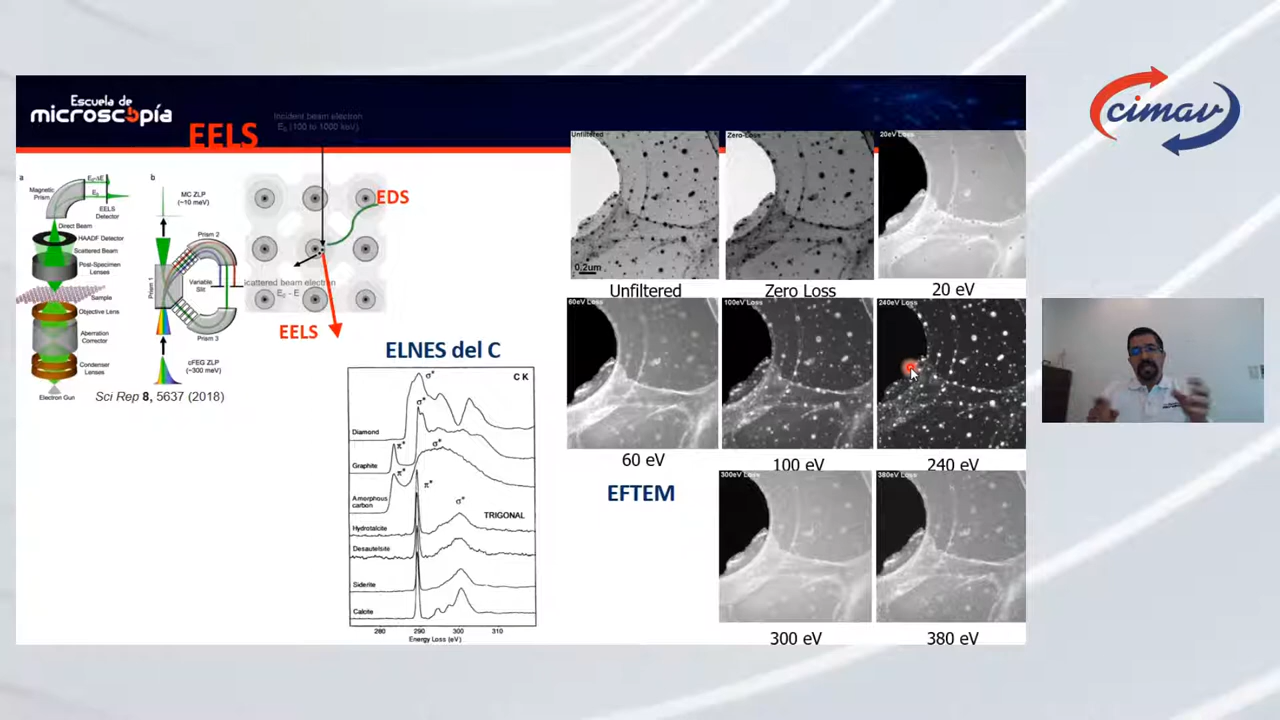 Escuela de
microscopía
EELS
Incident beam electron
E₀ (100 to 1000 keV)
a
Magnetic
Prism
E₀-ΔE
E₀
EELS
Detector
Direct Beam
HAADF Detector
Scattered Beam
Post-Specimen
Lenses
Sample
Objective Lens
Aberration
Corrector
Condenser
Lenses
Electron Gun
b
MC ZLP
(~10 meV)
Prism 2
Prism 1
Variable
Slit
Prism 3
cFEG ZLP
(~300 meV)
Sci Rep 8, 5637 (2018)
EDS
Scattered beam electron
E₀ - E
EELS
ELNES del C
C K
σ*
Diamond
σ*
π*
σ*
Graphite
π*
Amorphous
carbon
π*
σ*
TRIGONAL
Hydrotalcite
Desautelsite
Siderite
Calcite
280 290 300 310
Energy Loss (eV)
Unfiltered
0.2um
Unfiltered
Zero-Loss
Zero Loss
20eV Loss
20 eV
60eV Loss
60 eV
100eV Loss
100 eV
240eV Loss
240 eV
EFTEM
300eV Loss
300 eV
380eV Loss
380 eV
cimav